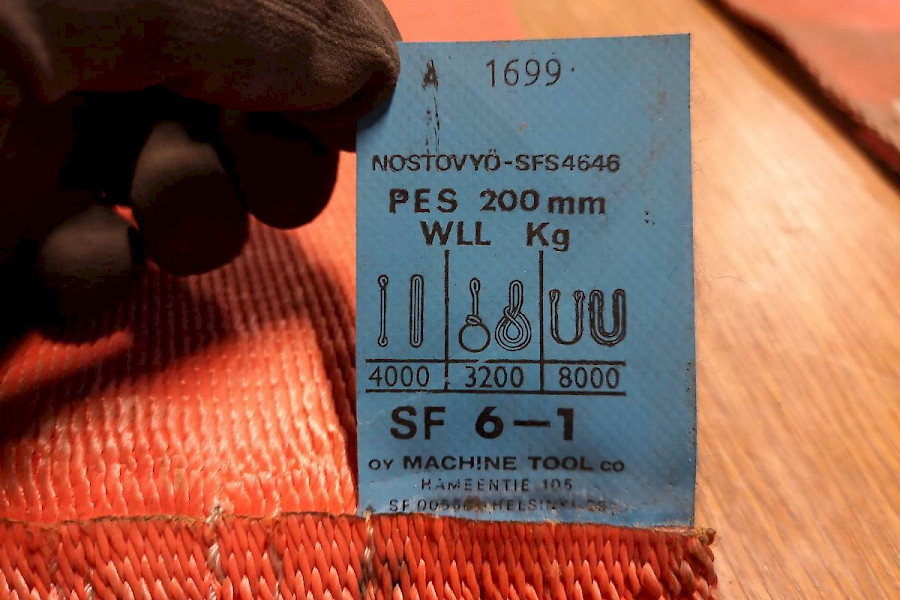 A 1699
NOSTOVYÖ-SFS4646
PES 200 mm
WLL Kg
4000 3200 8000
SF 6-1
OY MACHINE TOOL CO
HÄMEENTIE 105
HELSINKI